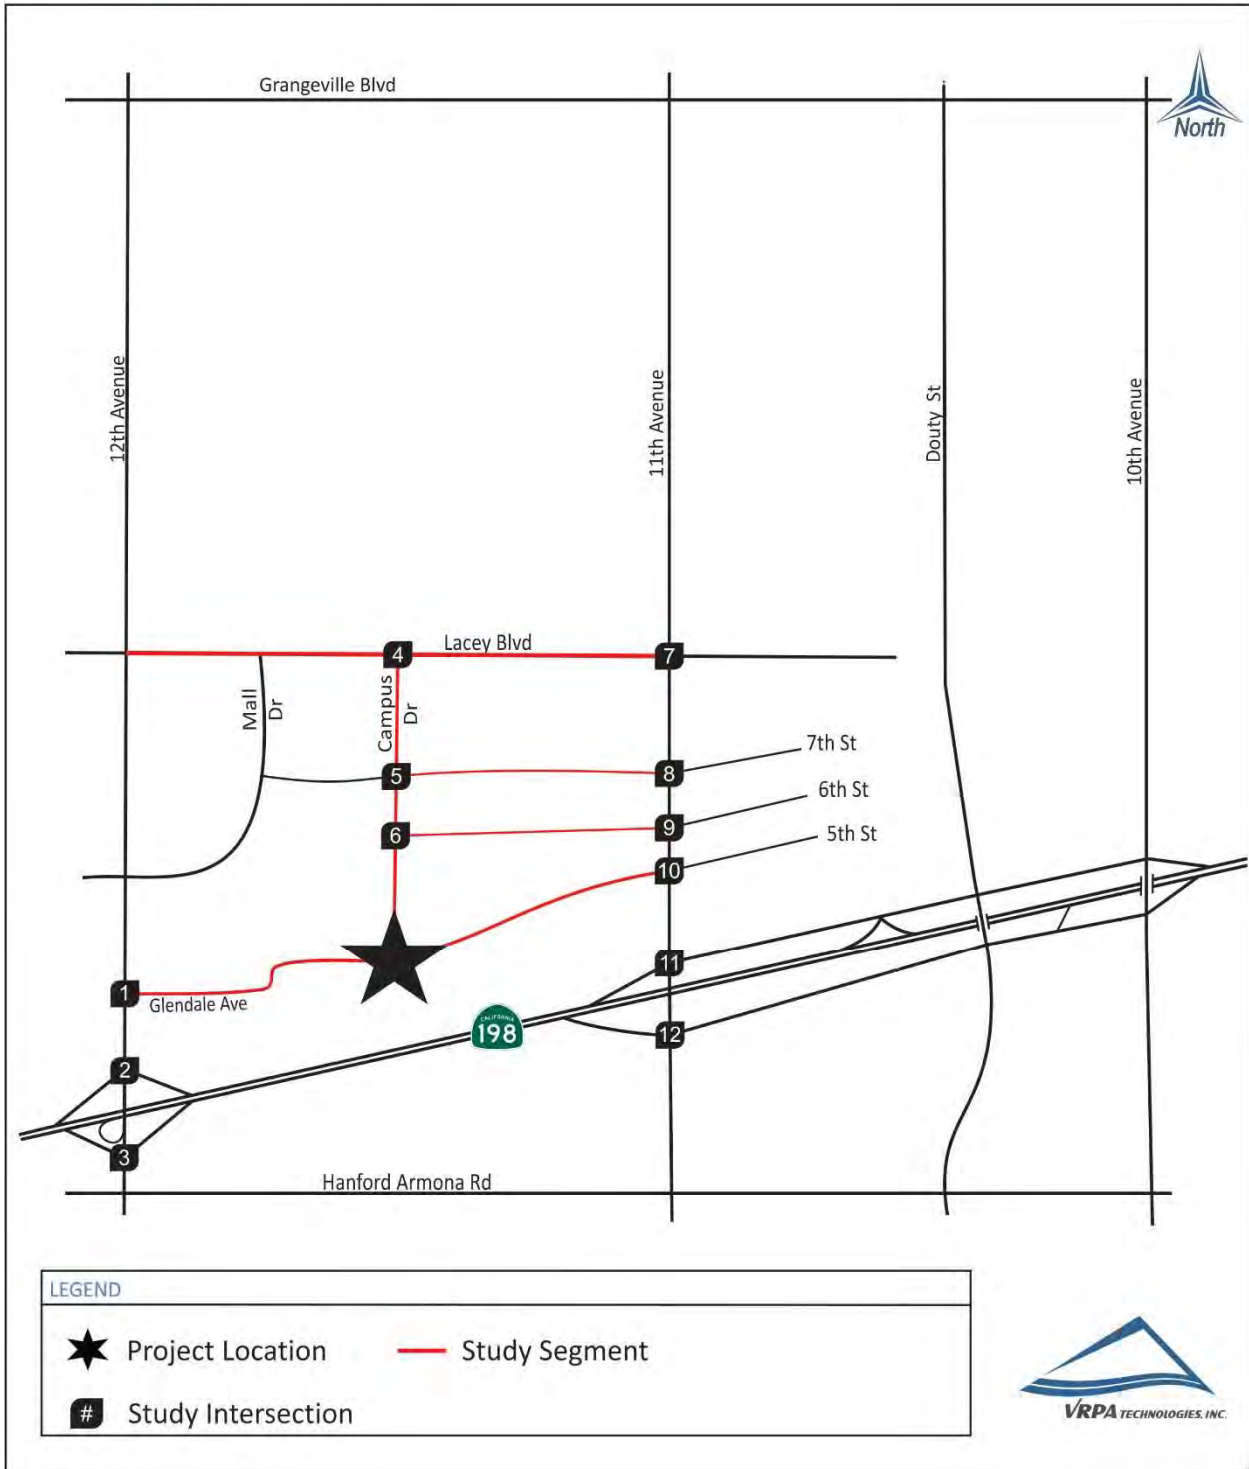 Grangeville Blvd
North
12th Avenue
11th Avenue
Douty St
10th Avenue
4
Lacey Blvd
7
Mall
Dr
Campus
Dr
7th St
5
8
6th St
6
9
5th St
10
11
1
Glendale Ave
CALIFORNIA
198
12
2
3
Hanford Armona Rd
LEGEND
Project Location
Study Segment
# Study Intersection
VRPA TECHNOLOGIES, INC.